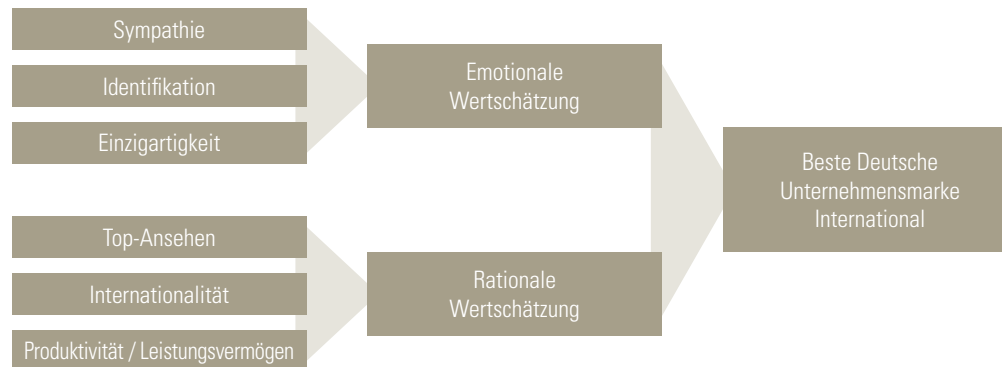 Sympathie
Identifikation
Einzigartigkeit
Emotionale
Wertschätzung
Top-Ansehen
Internationalität
Produktivität / Leistungsvermögen
Rationale
Wertschätzung
Beste Deutsche
Unternehmensmarke
International